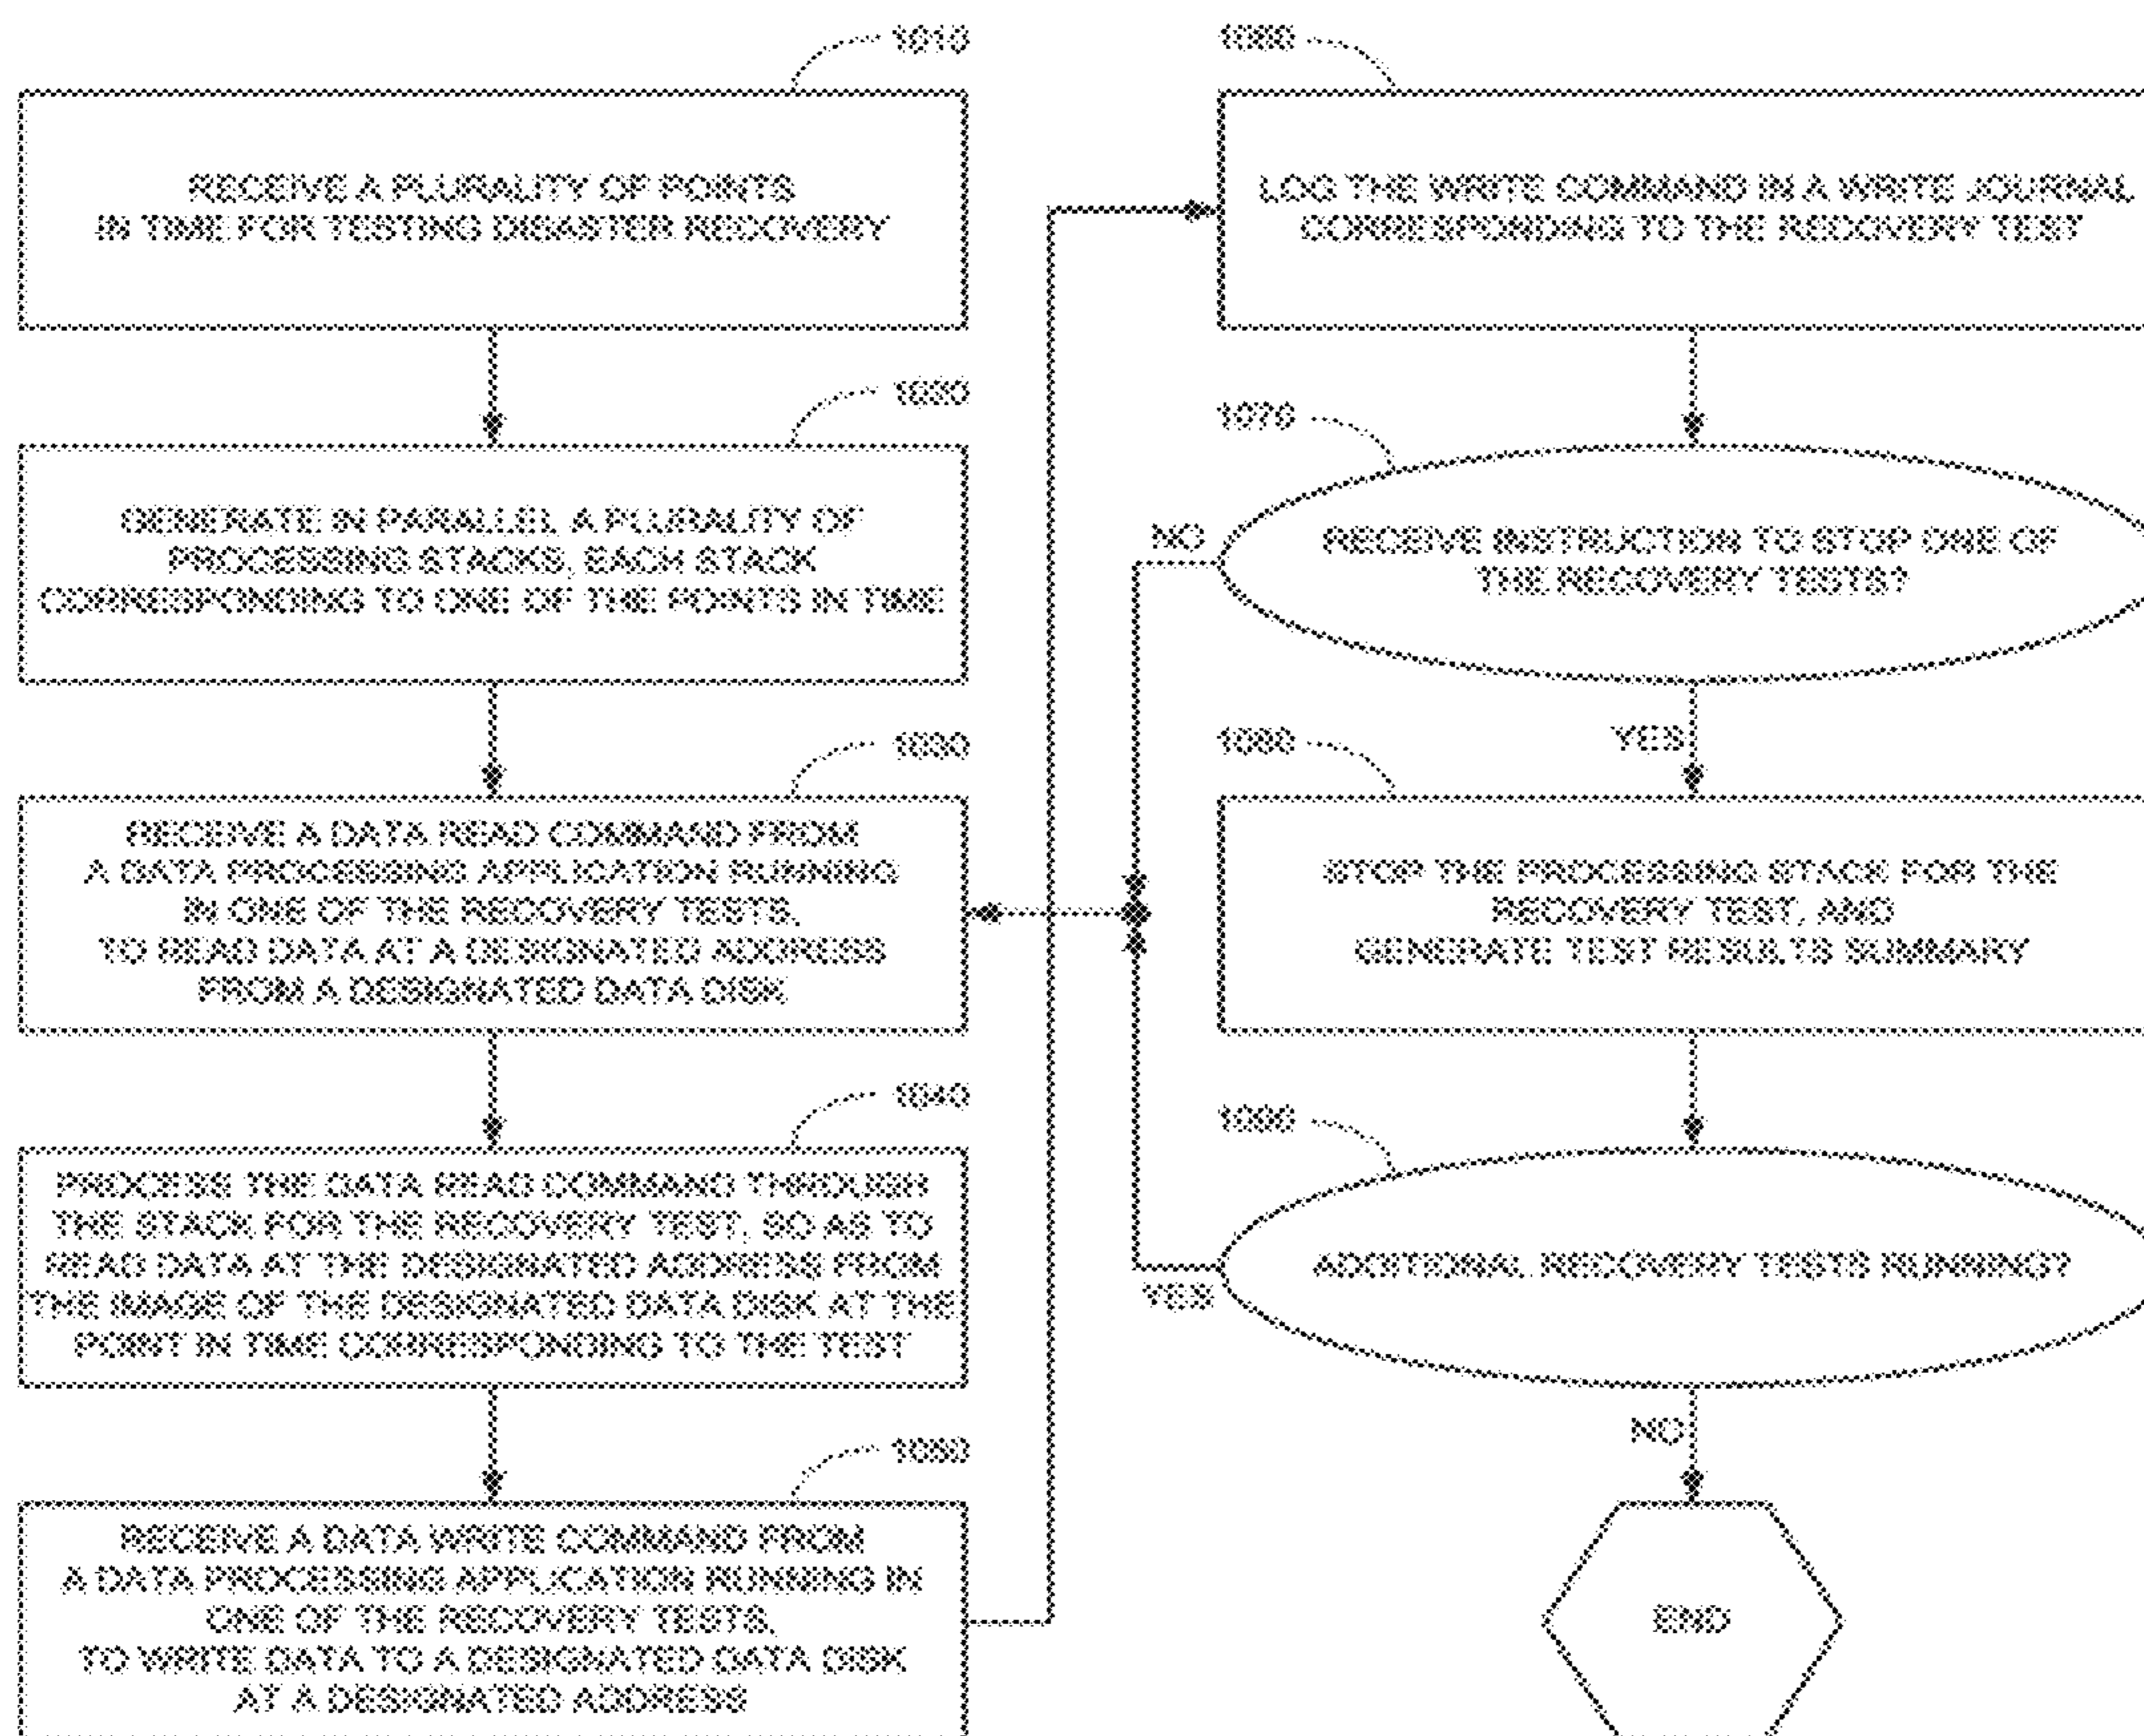 1010
RECEIVE A PLURALITY OF POINTS
IN TIME FOR TESTING DISASTER RECOVERY
1020
GENERATE IN PARALLEL A PLURALITY OF
PROCESSING STACKS, EACH STACK
CORRESPONDING TO ONE OF THE POINTS IN TIME
1030
RECEIVE A DATA READ COMMAND FROM
A DATA PROCESSING APPLICATION RUNNING
IN ONE OF THE RECOVERY TESTS,
TO READ DATA AT A DESIGNATED ADDRESS
FROM A DESIGNATED DATA DISK
1040
PROCESS THE DATA READ COMMAND THROUGH
THE STACK FOR THE RECOVERY TEST, SO AS TO
READ DATA AT THE DESIGNATED ADDRESS FROM
THE IMAGE OF THE DESIGNATED DATA DISK AT THE
POINT IN TIME CORRESPONDING TO THE TEST
1050
RECEIVE A DATA WRITE COMMAND FROM
A DATA PROCESSING APPLICATION RUNNING IN
ONE OF THE RECOVERY TESTS,
TO WRITE DATA TO A DESIGNATED DATA DISK
AT A DESIGNATED ADDRESS
1060
LOG THE WRITE COMMAND IN A WRITE JOURNAL
CORRESPONDING TO THE RECOVERY TEST
1070
RECEIVE INSTRUCTION TO STOP ONE OF
THE RECOVERY TESTS?
NO
YES
1080
STOP THE PROCESSING STACK FOR THE
RECOVERY TEST, AND
GENERATE TEST RESULTS SUMMARY
1090
ADDITIONAL RECOVERY TESTS RUNNING?
YES
NO
END